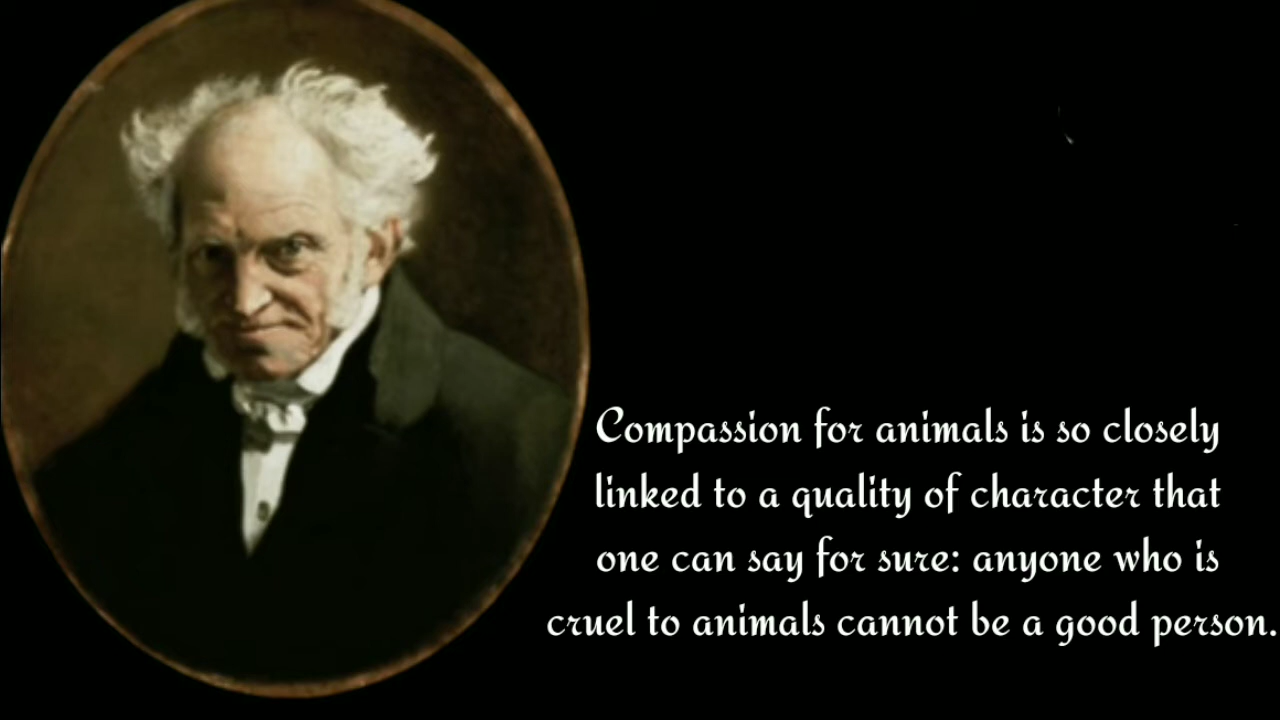 Compassion for animals is so closely
linked to a quality of character that
one can say for sure: anyone who is
cruel to animals cannot be a good person.